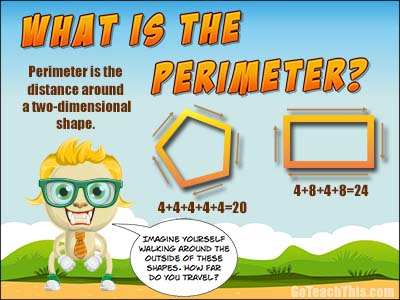 WHAT IS THE
PERIMETER?
Perimeter is the
distance around
a two-dimensional
shape.
4+4+4+4+4=20
4+8+4+8=24
IMAGINE YOURSELF
WALKING AROUND THE
OUTSIDE OF THESE
SHAPES. HOW FAR
DO YOU TRAVEL?
GoTeachThis.com